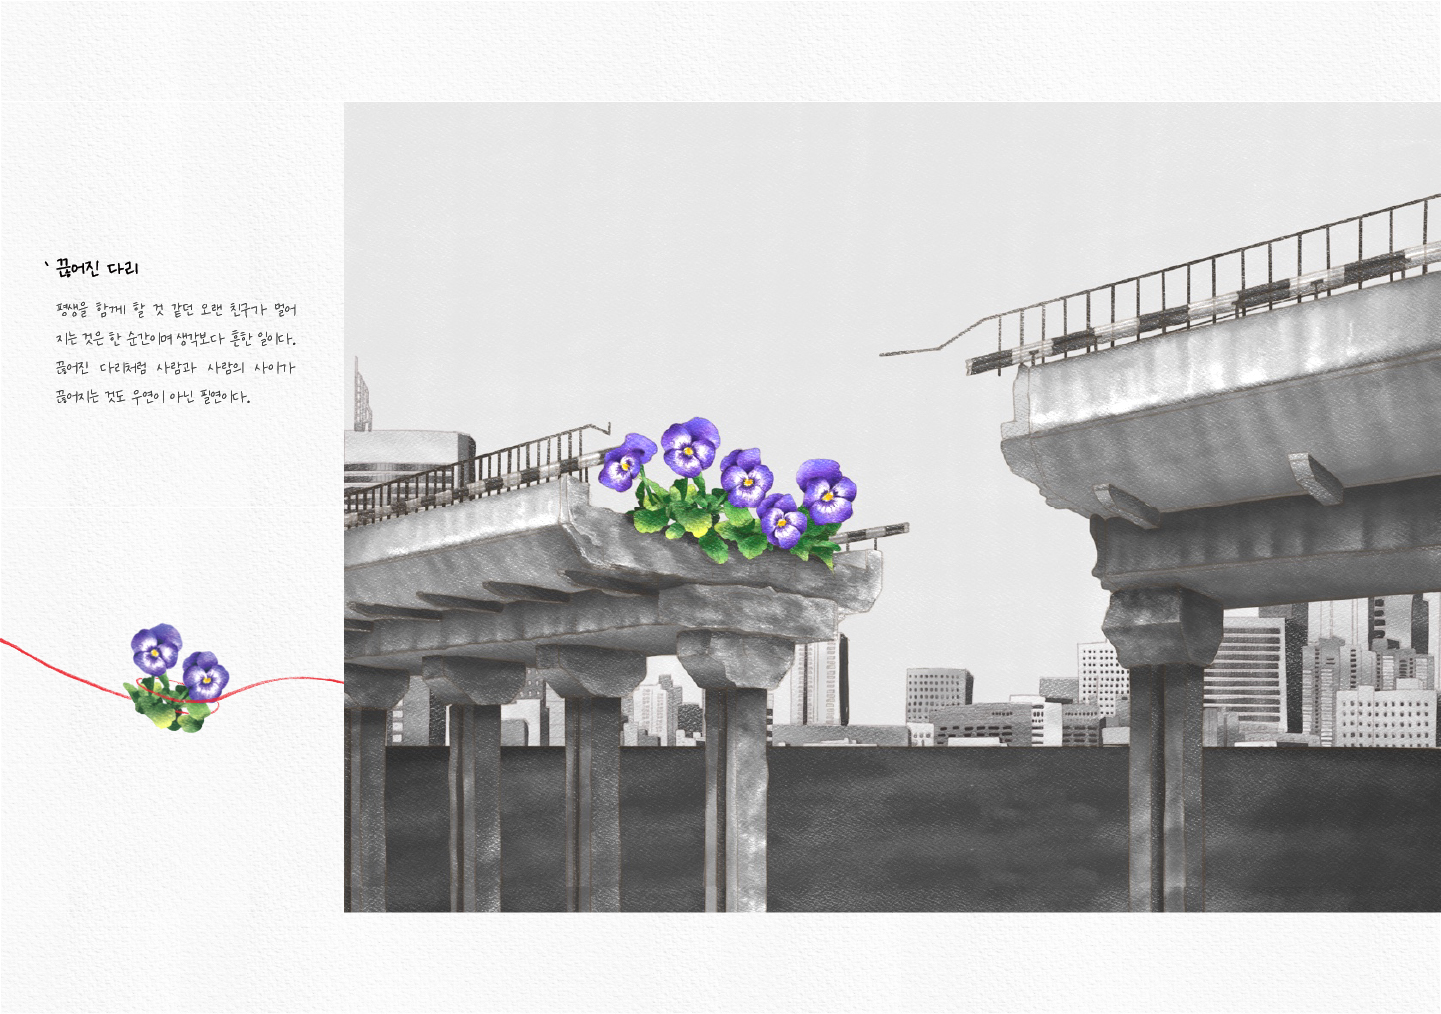 ` 끊어진 다리
평생을 함께 할 것 같던 오랜 친구가 멀어
지는 것은 한 순간이며 생각보다 흔한 일이다.
끊어진 다리처럼 사람과 사람의 사이가
끊어지는 것도 우연이 아닌 필연이다.